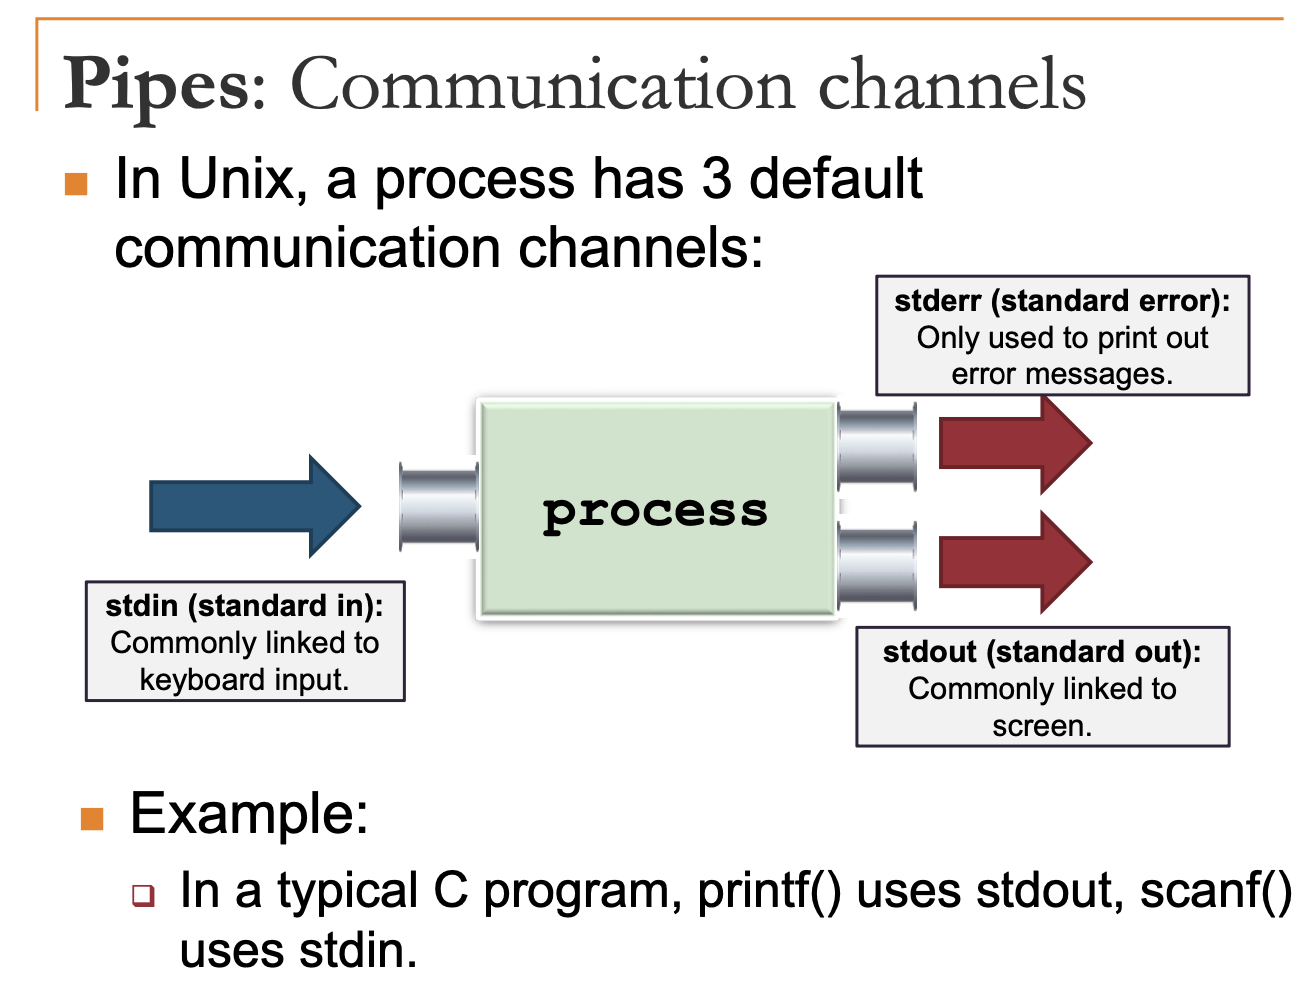 Pipes: Communication channels
In Unix, a process has 3 default
communication channels:
stderr (standard error):
Only used to print out
error messages.
process
stdin (standard in):
Commonly linked to
keyboard input.
stdout (standard out):
Commonly linked to
screen.
Example:
In a typical C program, printf() uses stdout, scanf()
uses stdin.